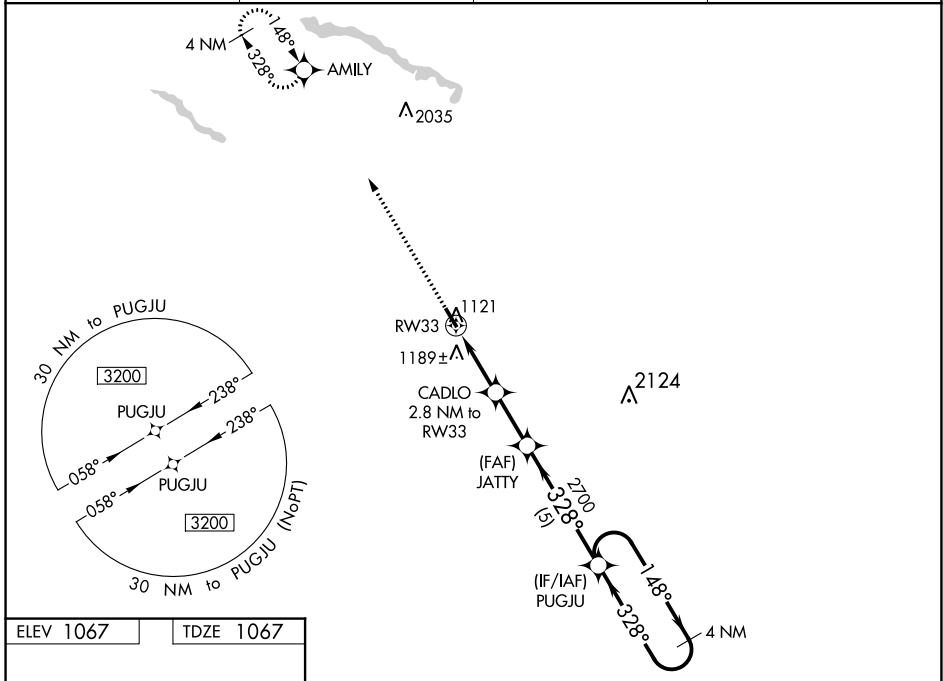 148°
4 NM
328°
AMILY
2035
1121
RW33
1189±
CADLO
2.8 NM to
RW33
2124
(FAF)
JATTY
2700
328°
(5)
(IF/IAF)
PUGJU
148°
328°
4 NM
30 NM to PUGJU
3200
238°
PUGJU
058°
238°
PUGJU
058°
3200
30 NM to PUGJU (NoPT)
ELEV 1067
TDZE 1067